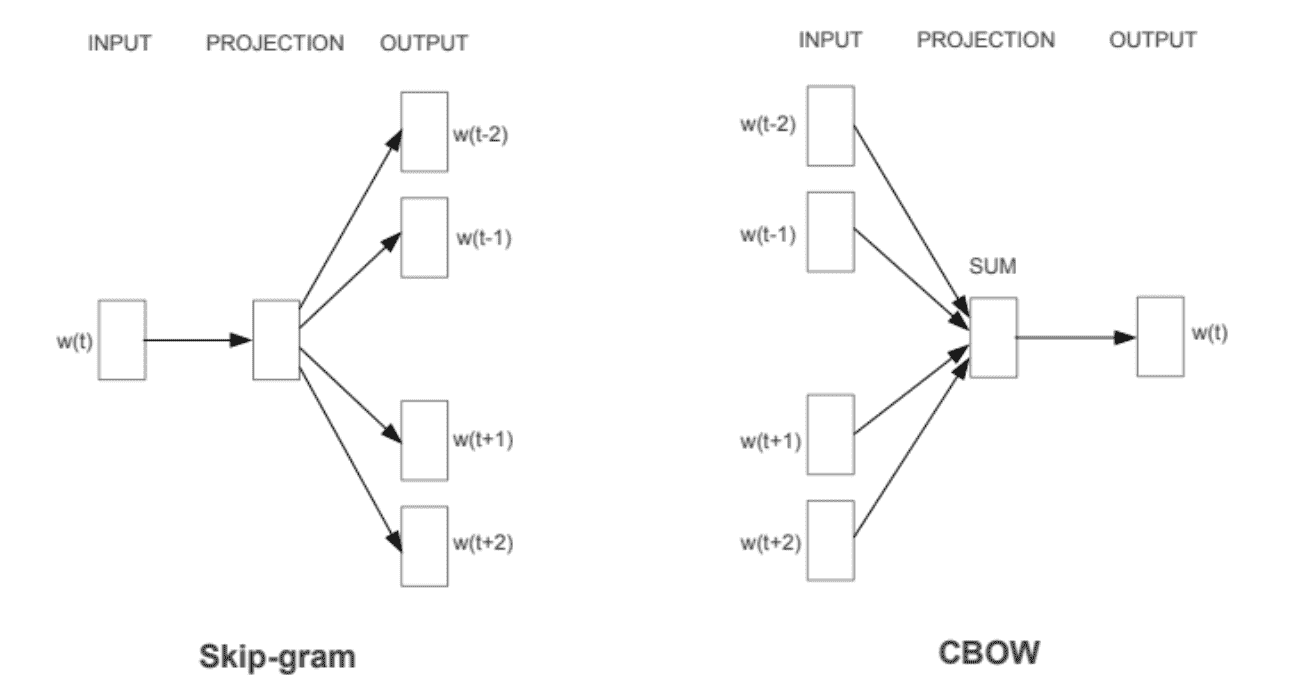 INPUT PROJECTION OUTPUT
w(t-2)
w(t-1)
w(t)
w(t+1)
w(t+2)
Skip-gram
INPUT PROJECTION OUTPUT
w(t-2)
w(t-1)
SUM
w(t)
w(t+1)
w(t+2)
CBOW